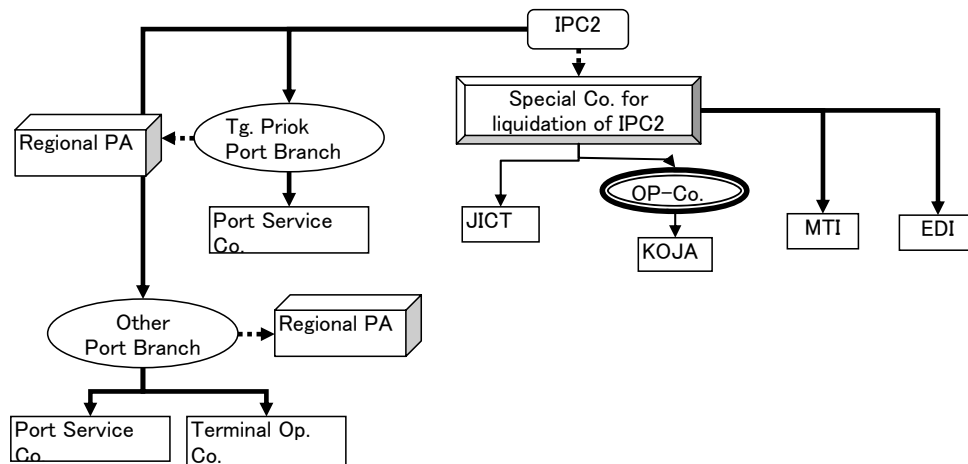 IPC2
Special Co. for
liquidation of IPC2
Regional PA
Tg. Priok
Port Branch
OP-Co.
Port Service
Co.
JICT
KOJA
MTI
EDI
Other
Port Branch
Regional PA
Port Service
Co.
Terminal Op.
Co.